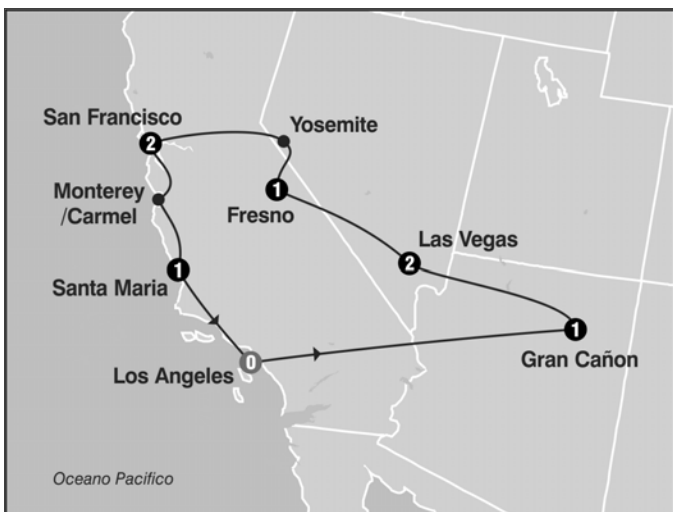 San Francisco
2
Yosemite
Monterey
/Carmel
1
Fresno
Las Vegas
2
1
Santa Maria
1
Gran Cañon
Los Angeles
0
Oceano Pacifico